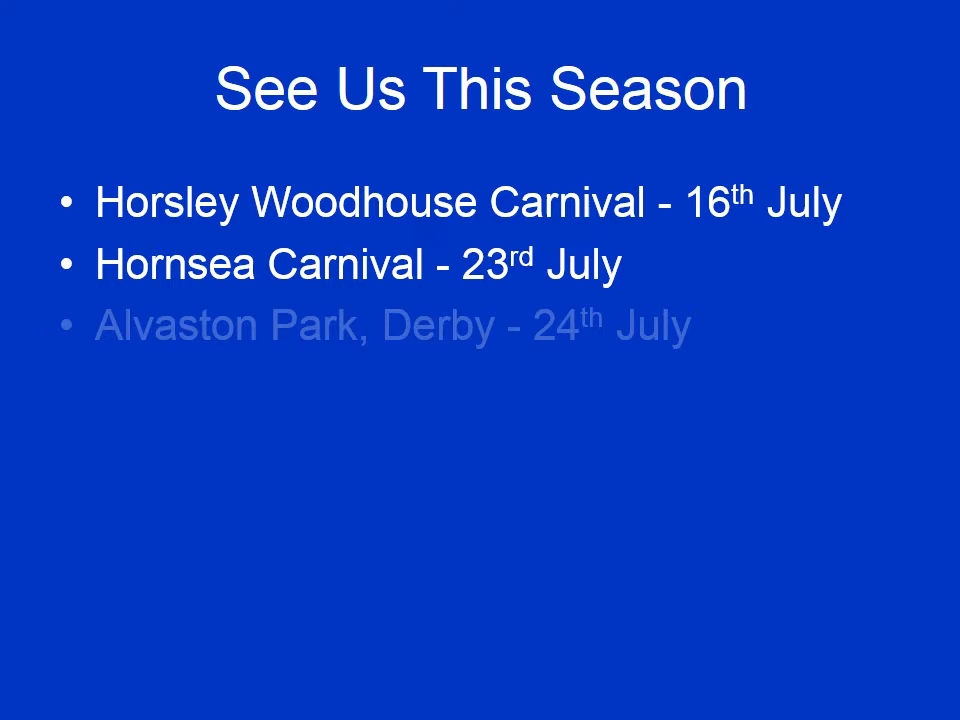 See Us This Season
• Horsley Woodhouse Carnival - 16th July
• Hornsea Carnival - 23rd July
• Alvaston Park, Derby - 24th July